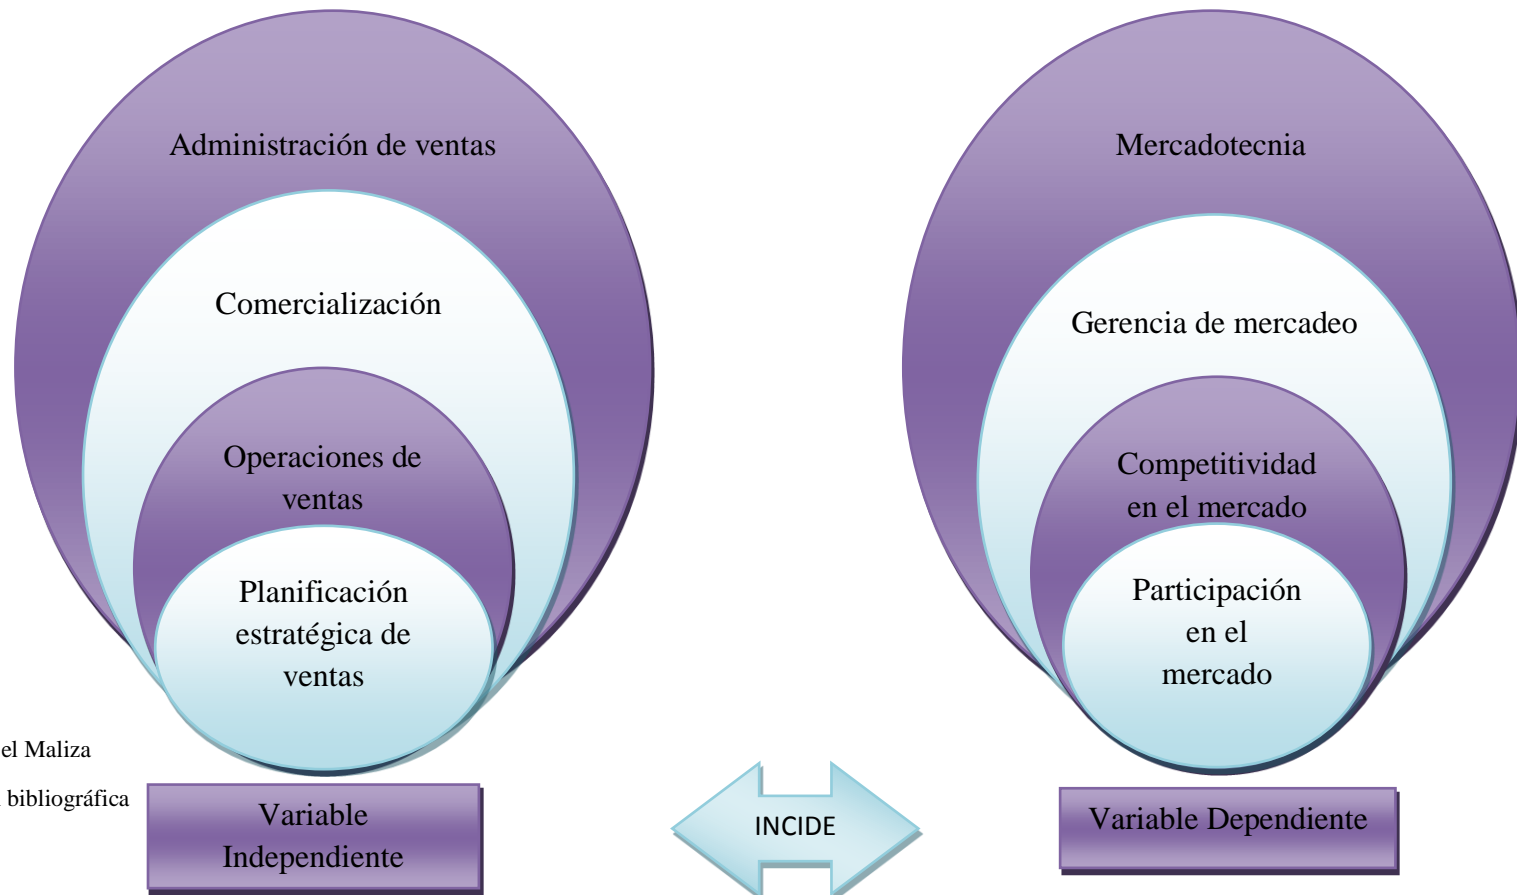 Administración de ventas
Comercialización
Operaciones de
ventas
Planificación
estratégica de
ventas
Mercadotecnia
Gerencia de mercadeo
Competitividad
en el mercado
Participación
en el
mercado
el Maliza
bibliográfica
Variable
Independiente
INCIDE
Variable Dependiente